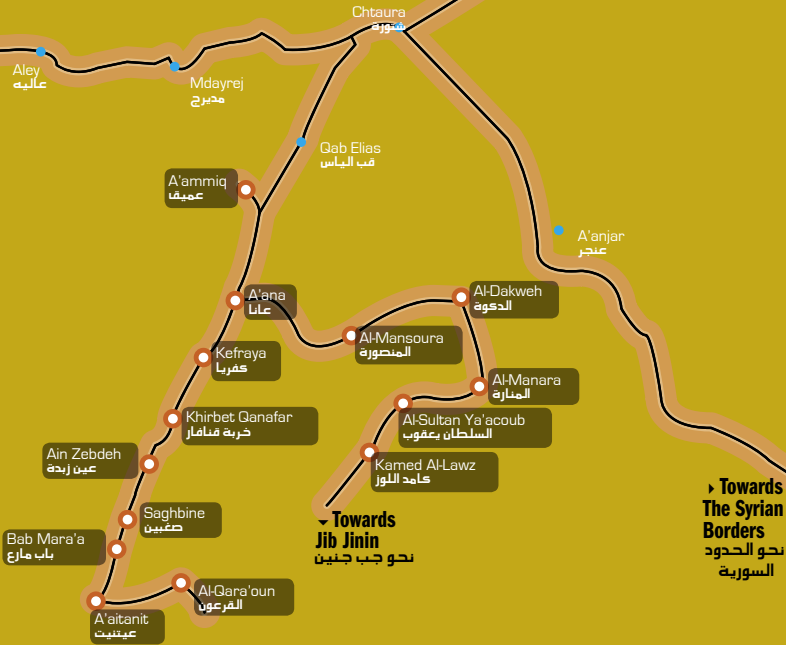 Chtaura
شتورة
Aley
عاليه
Mdayrej
مديرج
Qab Elias
قب الياس
A'ammiq
عميق
A'anjar
عنجر
A'ana
عانا
Al-Dakweh
الدكوة
Al-Mansoura
المنصورة
Kefraya
كفريا
Al-Manara
المنارة
Khirbet Qanafar
خربة قنافار
Al-Sultan Ya'acoub
السلطان يعقوب
Ain Zebdeh
عين زبدة
Kamed Al-Lawz
كامد اللوز
Saghbine
صغبين
Towards
Jib Jinin
نحو جب جنين
Towards
The Syrian
Borders
نحو الحدود
السورية
Bab Mara'a
باب مارع
Al-Qara'oun
القرعون
A'aitanit
عيتنيت